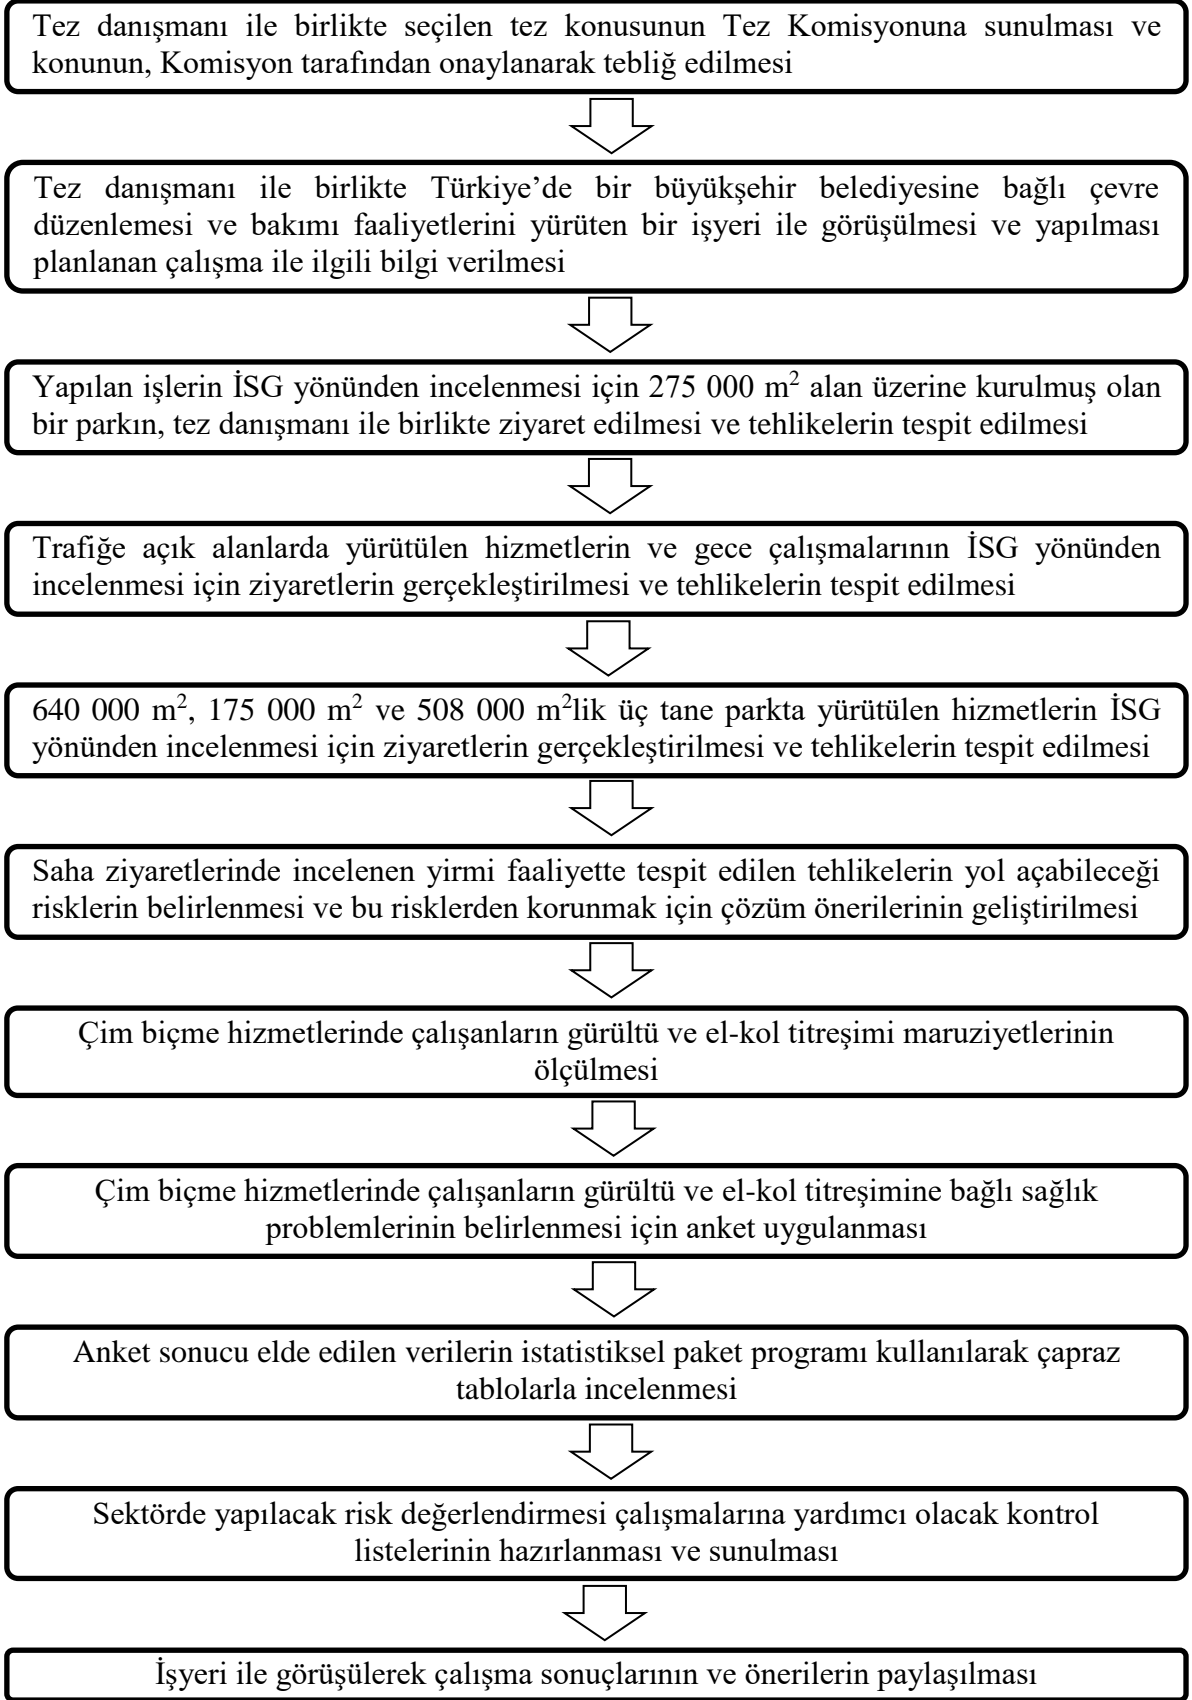 Tez danışmanı ile birlikte seçilen tez konusunun Tez Komisyonuna sunulması ve
konunun, Komisyon tarafından onaylanarak tebliğ edilmesi
Tez danışmanı ile birlikte Türkiye’de bir büyükşehir belediyesine bağlı çevre
düzenlemesi ve bakımı faaliyetlerini yürüten bir işyeri ile görüşülmesi ve yapılması
planlanan çalışma ile ilgili bilgi verilmesi
Yapılan işlerin İSG yönünden incelenmesi için 275 000 m² alan üzerine kurulmuş olan
bir parkın, tez danışmanı ile birlikte ziyaret edilmesi ve tehlikelerin tespit edilmesi
Trafiğe açık alanlarda yürütülen hizmetlerin ve gece çalışmalarının İSG yönünden
incelenmesi için ziyaretlerin gerçekleştirilmesi ve tehlikelerin tespit edilmesi
640 000 m², 175 000 m² ve 508 000 m²lik üç tane parkta yürütülen hizmetlerin İSG
yönünden incelenmesi için ziyaretlerin gerçekleştirilmesi ve tehlikelerin tespit edilmesi
Saha ziyaretlerinde incelenen yirmi faaliyette tespit edilen tehlikelerin yol açabileceği
risklerin belirlenmesi ve bu risklerden korunmak için çözüm önerilerinin geliştirilmesi
Çim biçme hizmetlerinde çalışanların gürültü ve el-kol titreşimi maruziyetlerinin
ölçülmesi
Çim biçme hizmetlerinde çalışanların gürültü ve el-kol titreşimine bağlı sağlık
problemlerinin belirlenmesi için anket uygulanması
Anket sonucu elde edilen verilerin istatistiksel paket programı kullanılarak çapraz
tablolarla incelenmesi
Sektörde yapılacak risk değerlendirmesi çalışmalarına yardımcı olacak kontrol
listelerinin hazırlanması ve sunulması
İşyeri ile görüşülerek çalışma sonuçlarının ve önerilerin paylaşılması